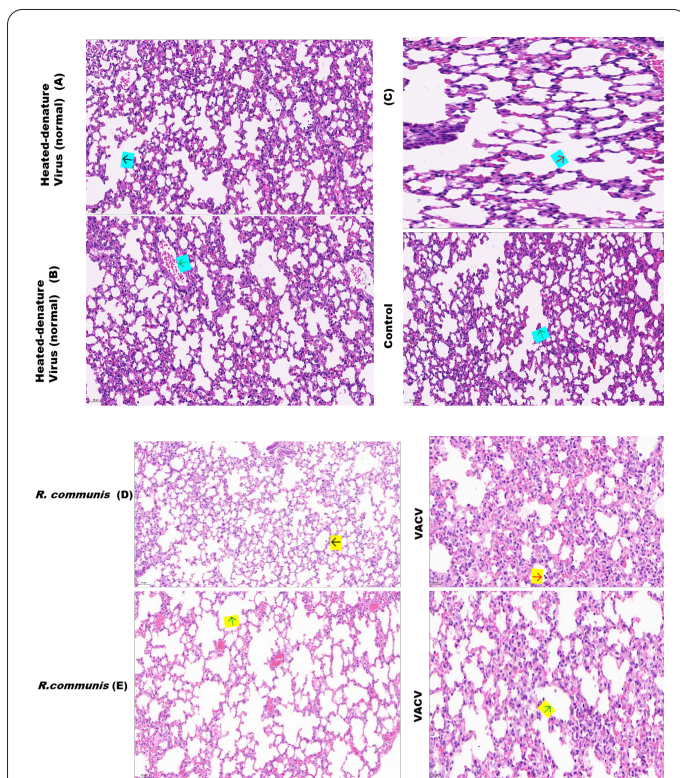 Heated-denature
Virus (normal) (A)
(C)
Heated-denature
Virus (normal) (B)
Control
R. communis (D)
VACV
R.communis (E)
VACV